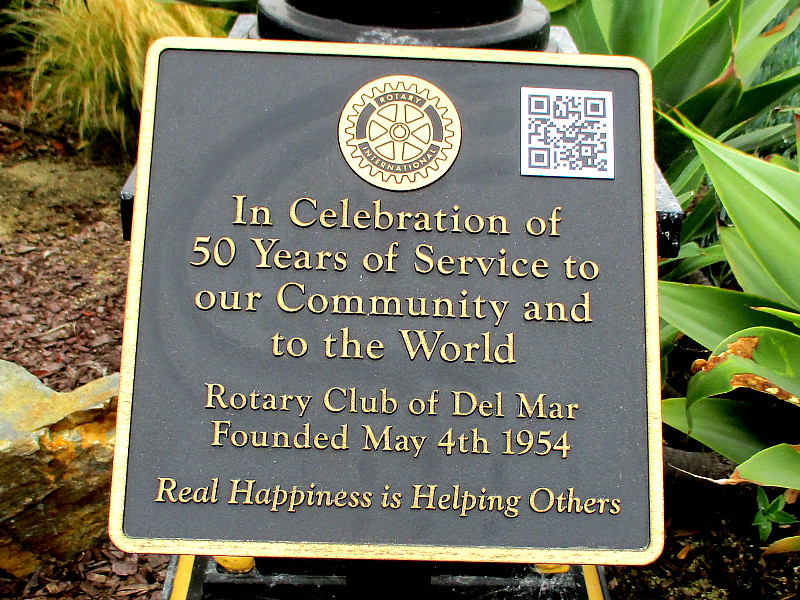 ROTARY
INTERNATIONAL
In Celebration of
50 Years of Service to
our Community and
to the World
Rotary Club of Del Mar
Founded May 4th 1954
Real Happiness is Helping Others